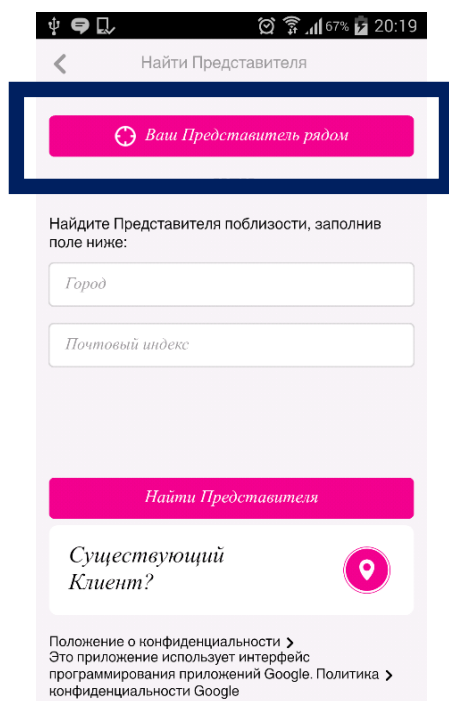 67% 20:19
Найти Представителя
Ваш Представитель рядом
Найдите Представителя поблизости, заполнив
поле ниже:
Город
Почтовый индекс
Найти Представителя
Существующий
Клиент?
Положение о конфиденциальности
Это приложение использует интерфейс
программирования приложений Google. Политика
конфиденциальности Google